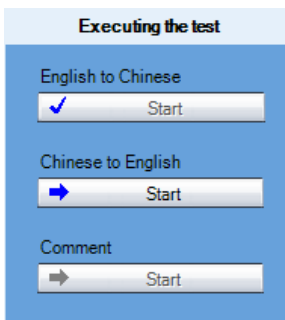 Executing the test
English to Chinese
Start
Chinese to English
Start
Comment
Start